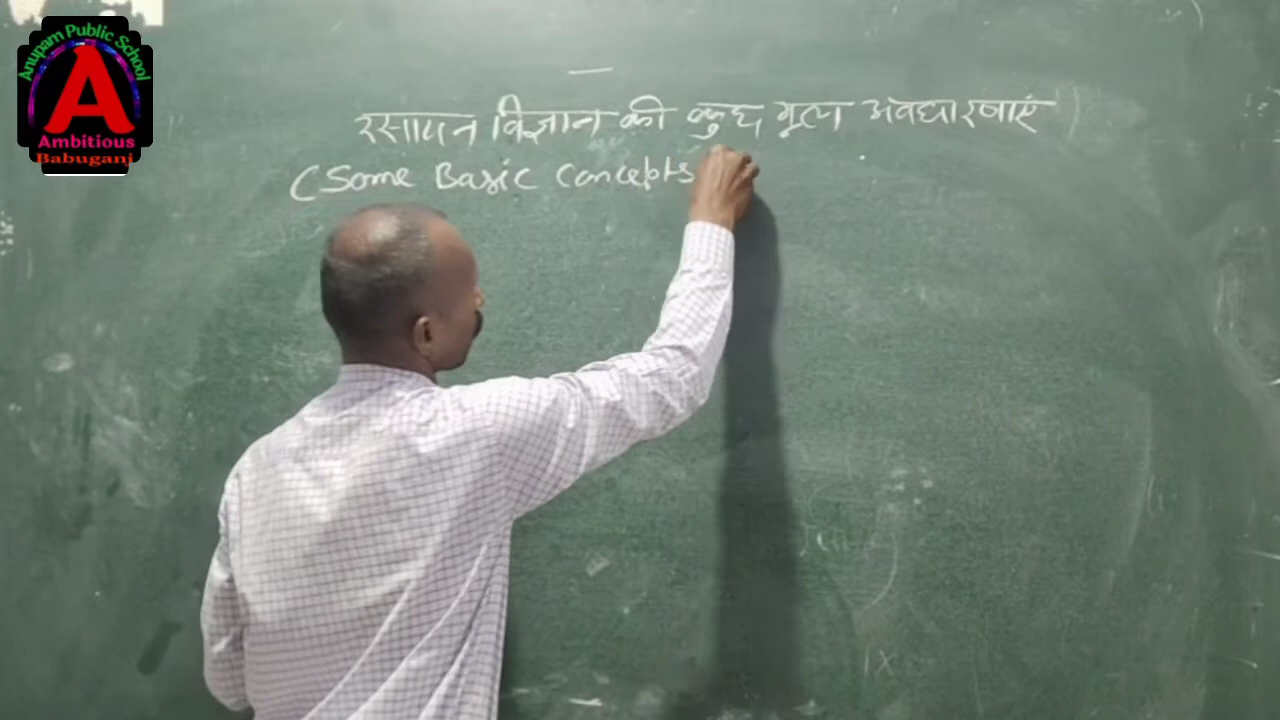 Anupam Public School
A
Ambitious
Babuganj
रसायन विज्ञान की कुछ मूल अवधारणाएं
(Some Basic Concepts